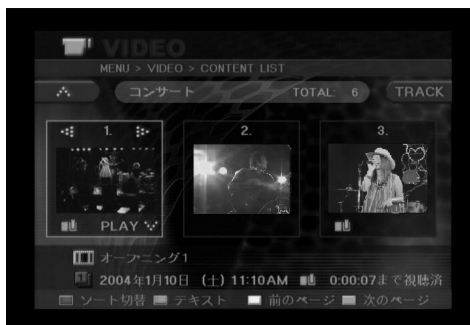 VIDEO
MENU > VIDEO > CONTENT LIST
コンサート TOTAL: 6 TRACK
1. 2. 3.
PLAY
オープニング1
2004年1月10日 (土) 11:10AM 0:00:07まで視聴済
ソート切替 テキスト 前のページ 次のページ